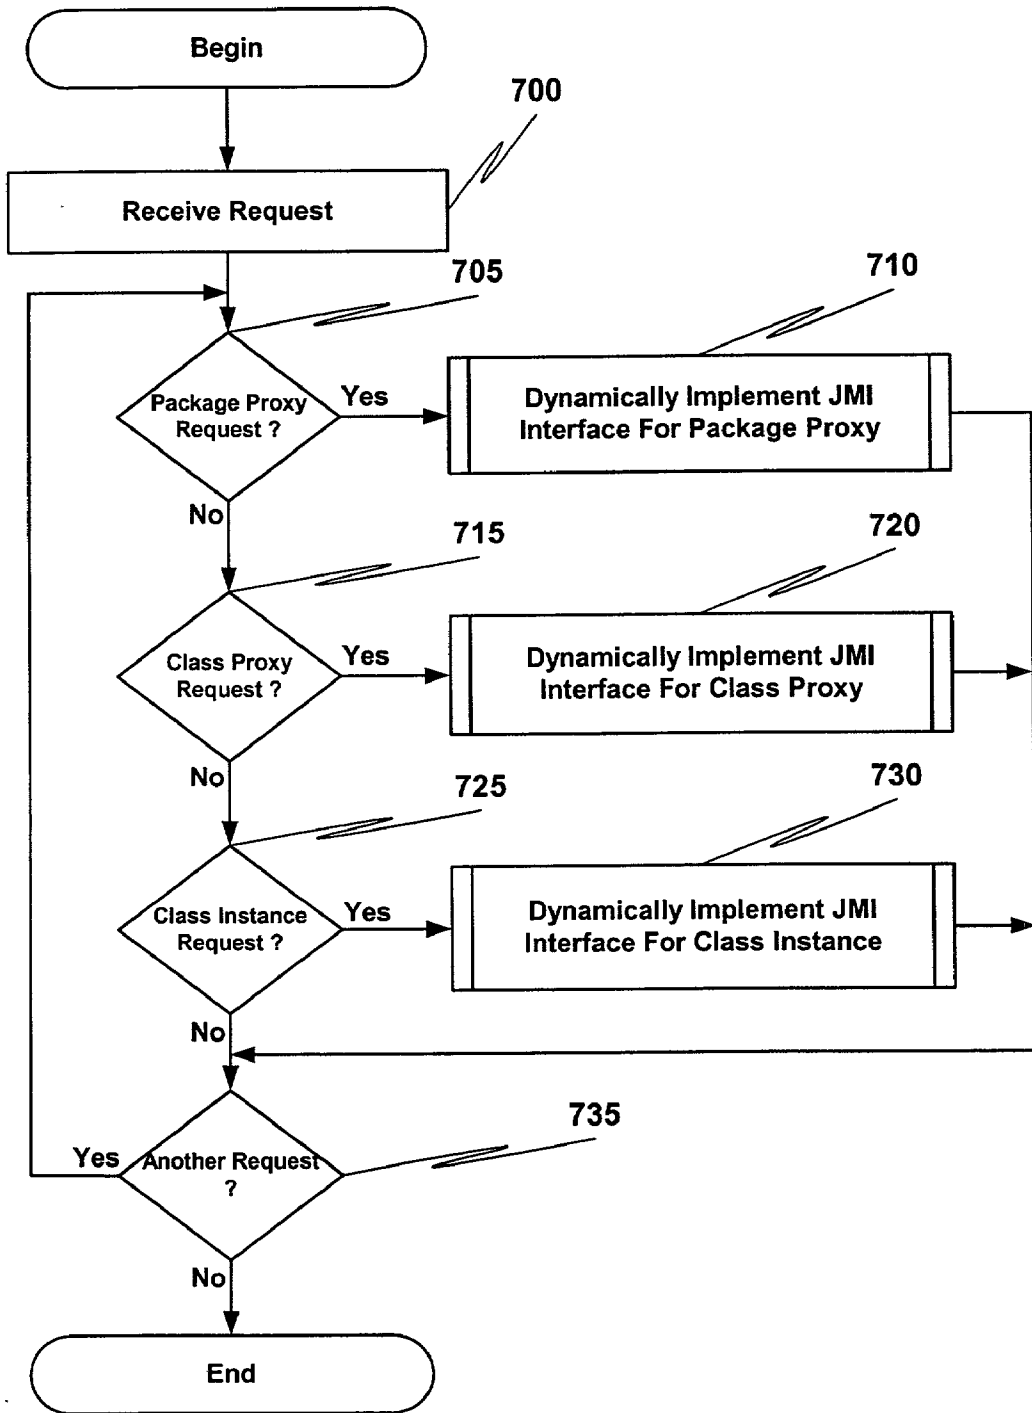 Begin
700
Receive Request
705
710
Package Proxy
Request ?
Yes
Dynamically Implement JMI
Interface For Package Proxy
No
715
720
Class Proxy
Request ?
Yes
Dynamically Implement JMI
Interface For Class Proxy
No
725
730
Class Instance
Request ?
Yes
Dynamically Implement JMI
Interface For Class Instance
No
735
Yes
Another Request
?
No
End